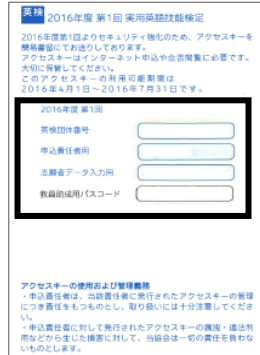 英検 2016年度 第1回 実用英語技能検定
2016年度第1回よりセキュリティ強化のため、アクセスキーを
簡易書留にてお送りしております。
アクセスキーはインターネット申込や合否閲覧に必要です。
大切に保管してください。
このアクセスキーの利用可能期限は
2016年4月1日～2016年7月31日です。
2016年度 第1回
英検団体番号
申込責任者用
志願者データ入力用
教員助成用パスコード
アクセスキーの使用および管理義務
・申込責任者は、当該責任者に発行されたアクセスキーの管理
につき責任をもつものとし、取り扱いには十分注意してくださ
い。
・申込責任者に対して発行されたアクセスキーの漏洩・違法利
用などから生じた損害に対して、当協会は一切の責任を負わな
いものとします。